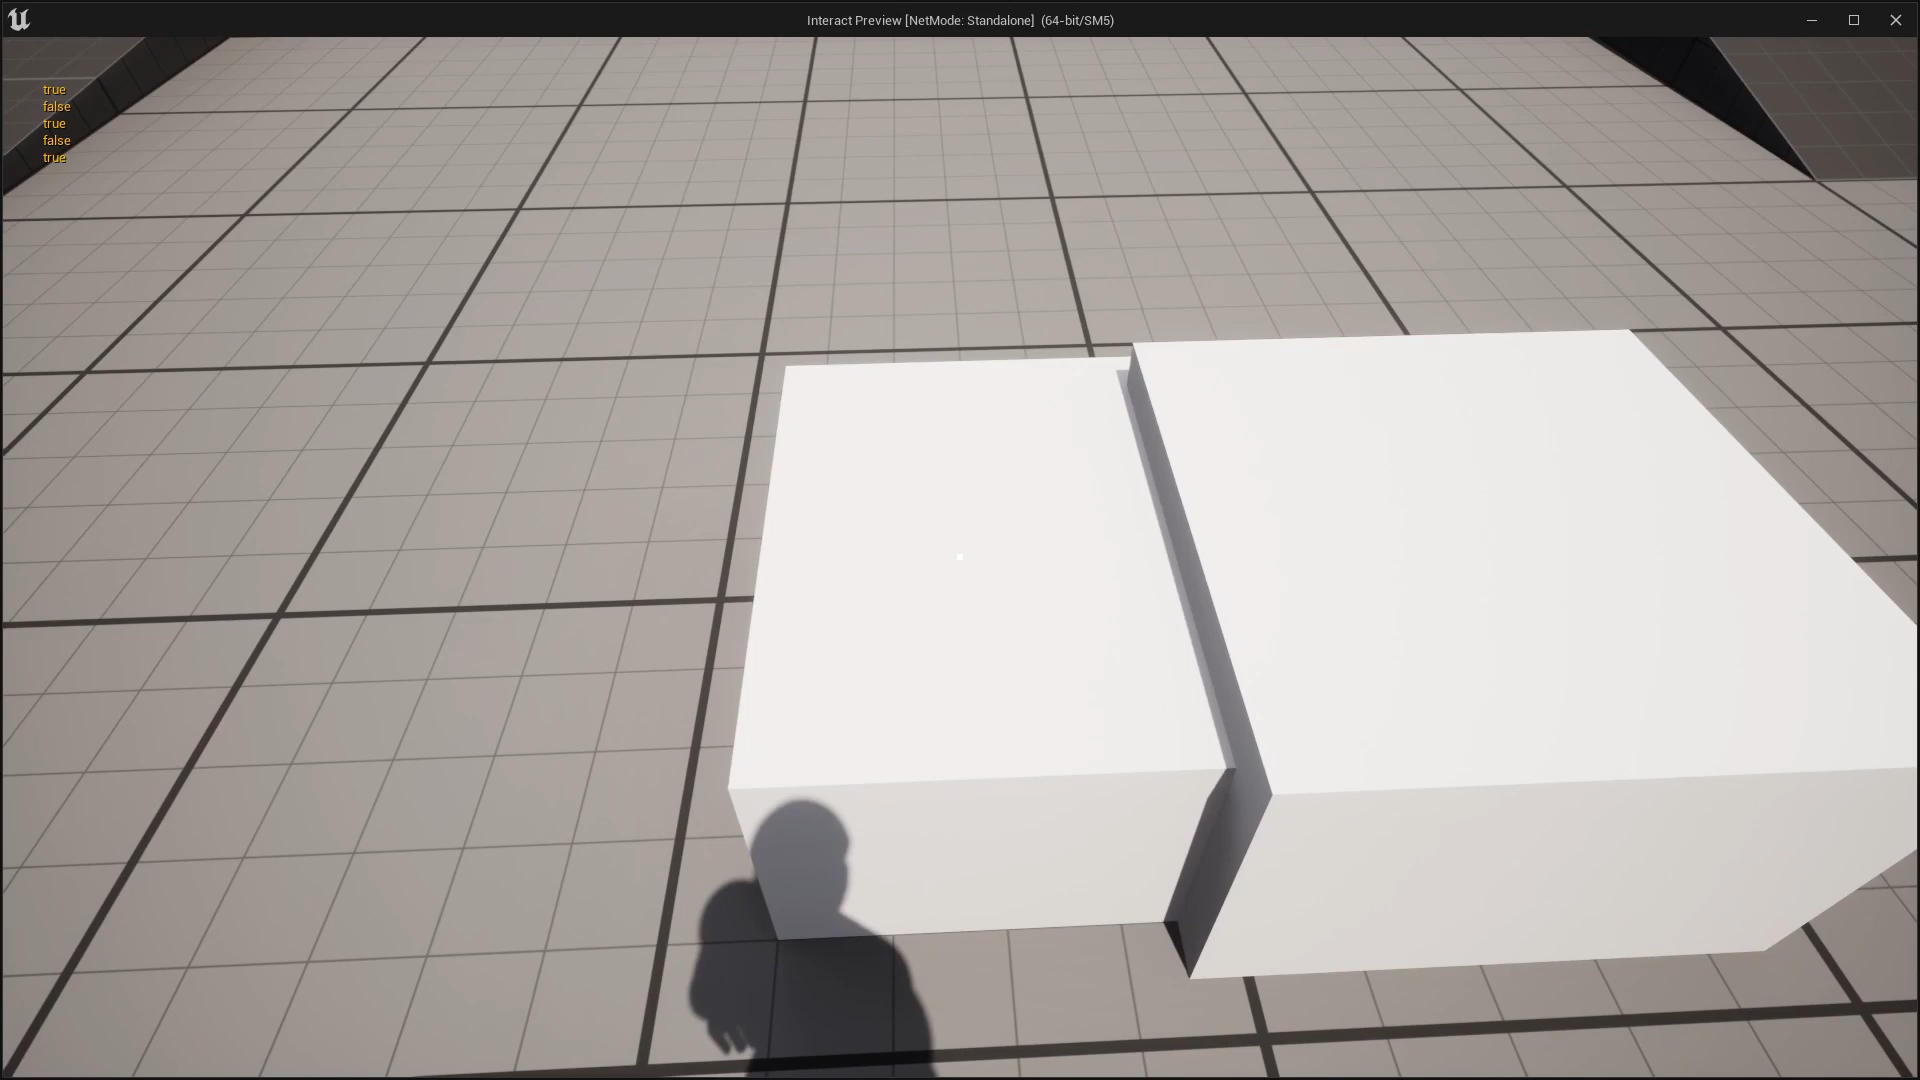 Interact Preview [NetMode: Standalone]  (64-bit/SM5)
true
false
true
false
true